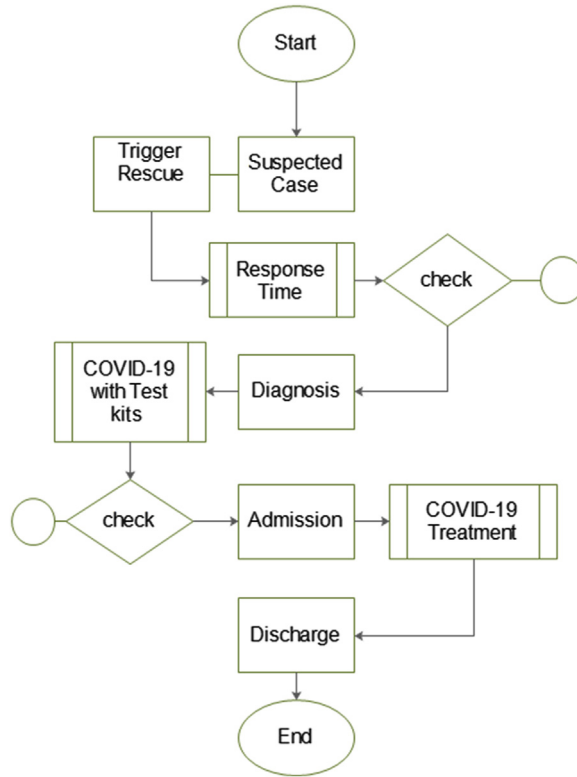 Start
Trigger
Rescue
Suspected
Case
Response
Time
check
COVID-19
with Test
kits
Diagnosis
check
Admission
COVID-19
Treatment
Discharge
End